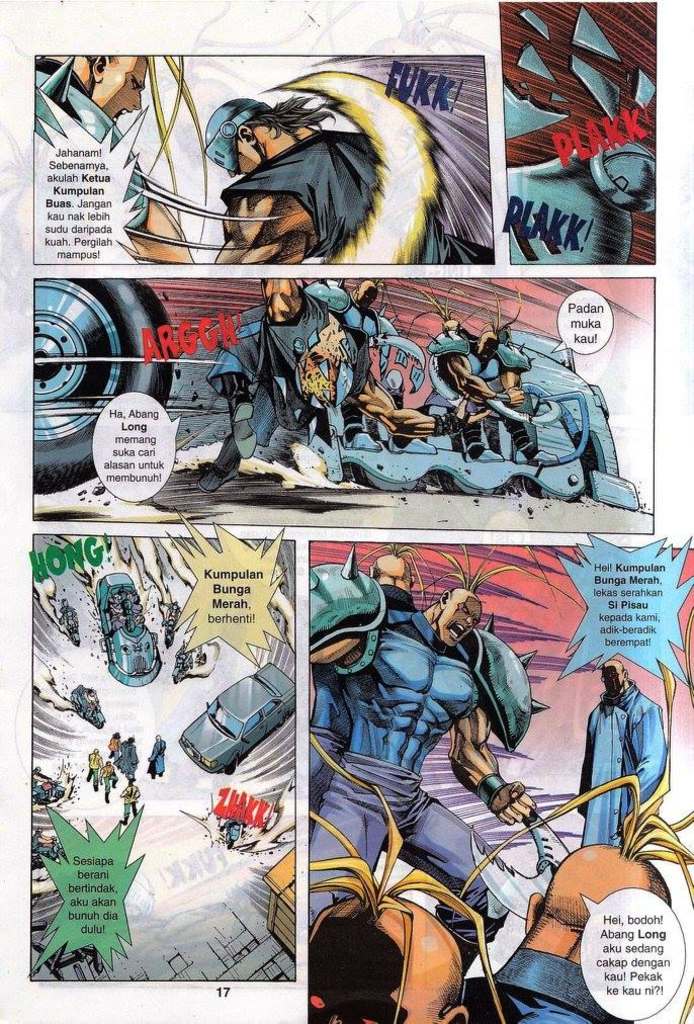 Jahanam!
Sebenamya,
akulah Ketua
Kumpulan
Buas. Jangan
kau nak lebih
sudu daripada
kuah. Pergilah
mampus!
FUKK!
PLAKK!
PLAKK!
ARGGH!
Padan
muka
kau!
Ha, Abang
Long
memang
suka cari
alasan untuk
membunuh!
HONG!
Kumpulan
Bunga
Merah,
berhenti!
ZHAKK!
Sesiapa
berani
bertindak,
aku akan
bunuh dia
dulu!
Hei! Kumpulan
Bunga Merah,
lekas serahkan
Si Pisau
kepada kami,
adik-beradik
berempat!
Hei, bodoh!
Abang Long
aku sedang
cakap dengan
kau! Pekak
ke kau ni?!
17